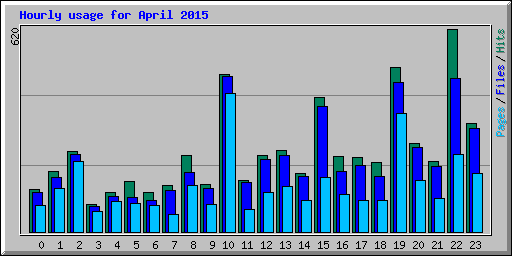 Hourly usage for April 2015
620
Pages/Files/Hits
0 1 2 3 4 5 6 7 8 9 10 11 12 13 14 15 16 17 18 19 20 21 22 23